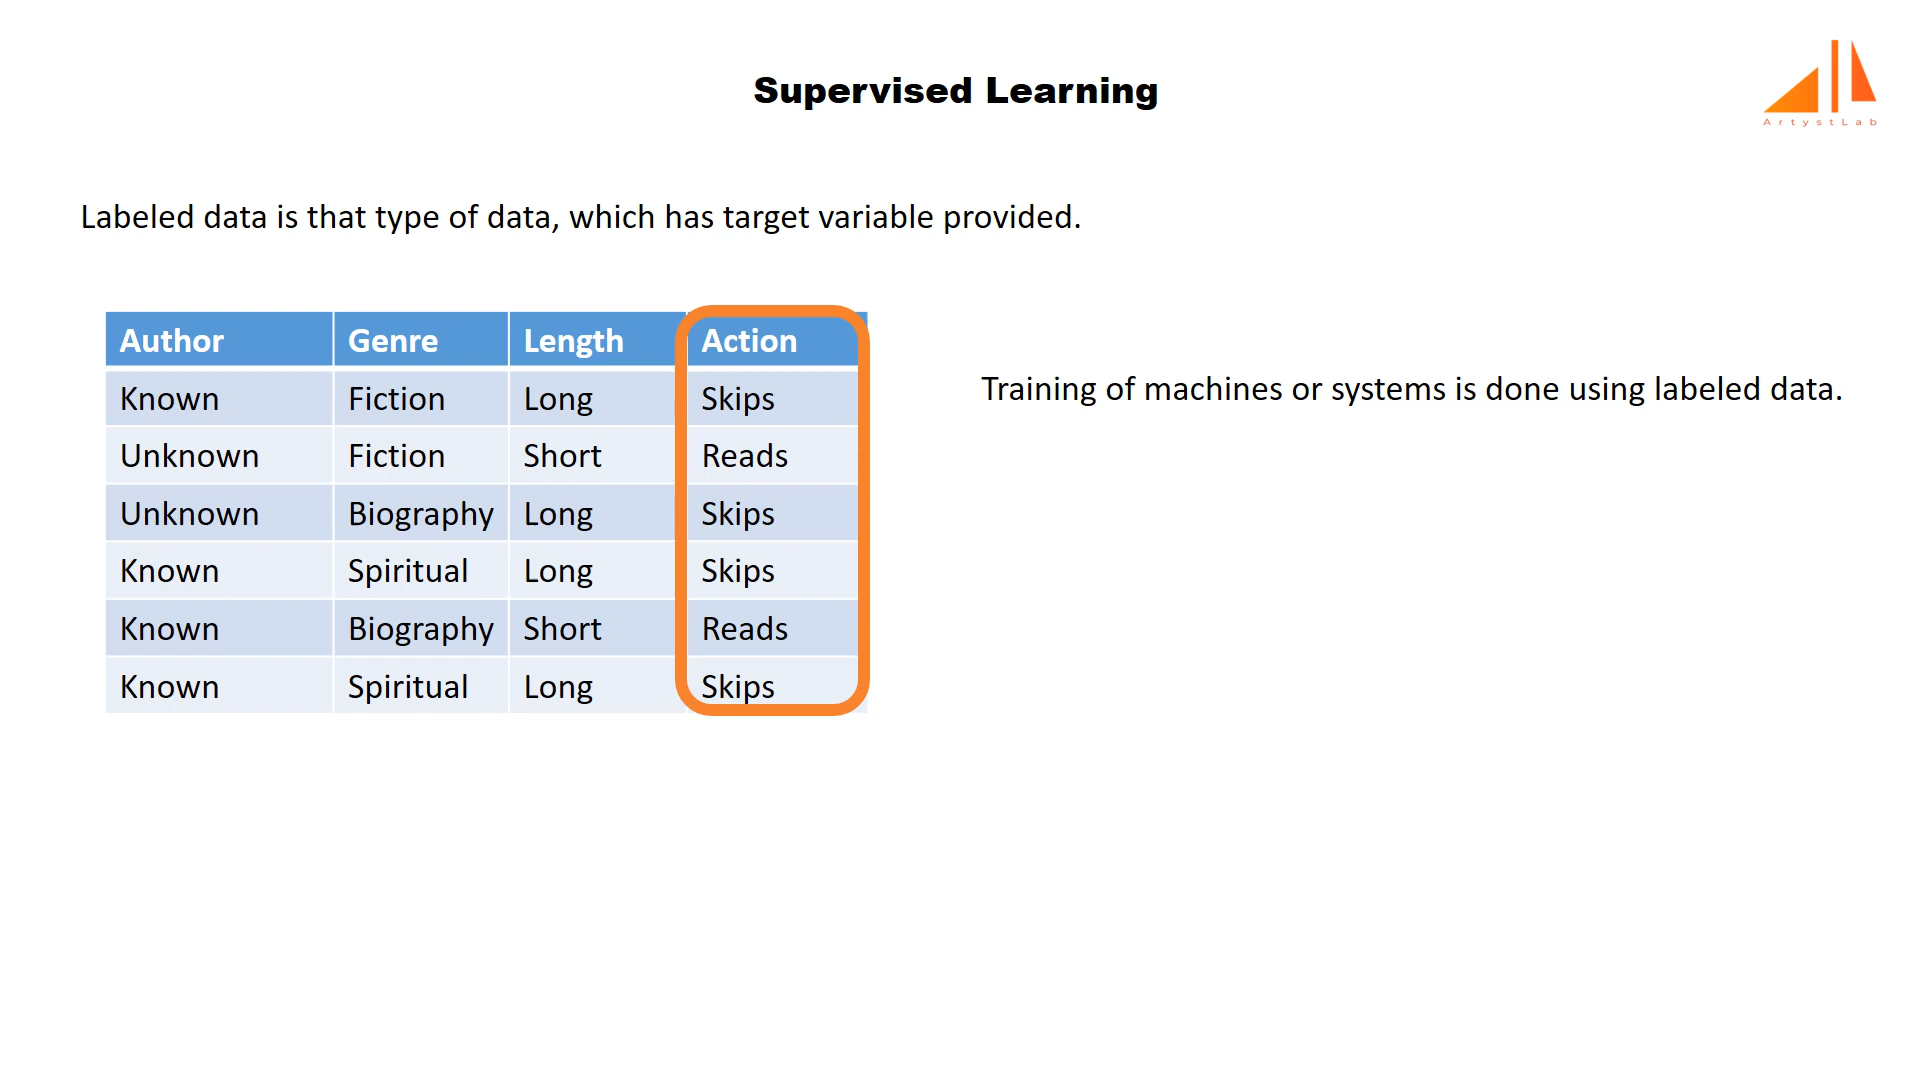 Supervised Learning
ArtystLab
Labeled data is that type of data, which has target variable provided.
Author Genre Length Action
Known Fiction Long Skips
Unknown Fiction Short Reads
Unknown Biography Long Skips
Known Spiritual Long Skips
Known Biography Short Reads
Known Spiritual Long Skips
Training of machines or systems is done using labeled data.